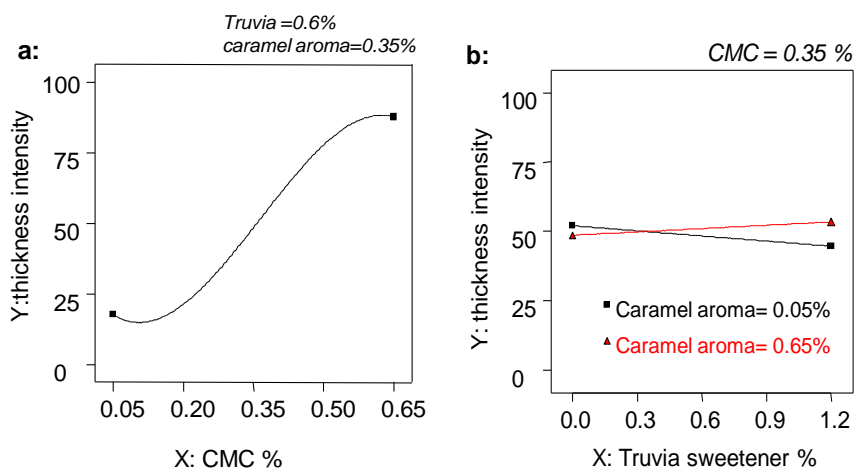 Truvia =0.6%
caramel aroma=0.35%
a:
Y:thickness intensity
100
75
50
25
0
0.05 0.20 0.35 0.50 0.65
X: CMC %
b:
CMC = 0.35 %
Y: thickness intensity
100
75
50
25
0
Caramel aroma= 0.05%
Caramel aroma= 0.65%
0.0 0.3 0.6 0.9 1.2
X: Truvia sweetener %